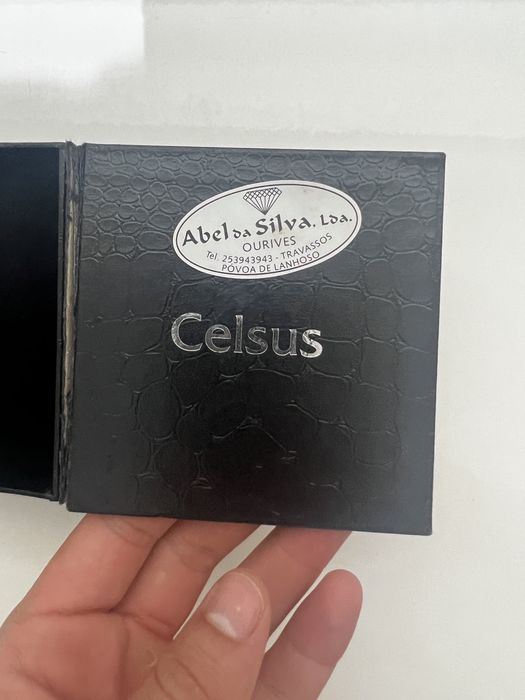 Abel da Silva. Lda.
OURIVES
Tel. 253943943 - TRAVASSOS
PÓVOA DE LANHOSO
Celsus